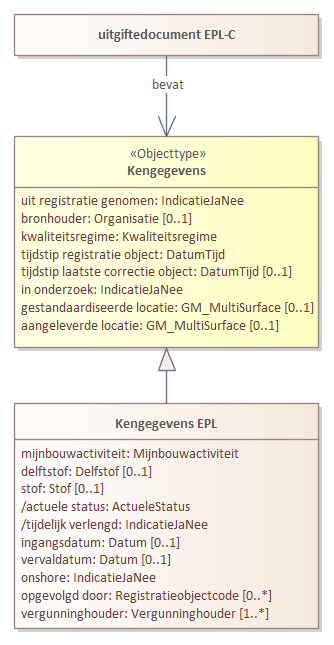 uitgiftedocument EPL-C
bevat
«Objecttype»
Kengegevens
uit registratie genomen: IndicatieJaNee
bronhouder: Organisatie [0..1]
kwaliteitsregime: Kwaliteitsregime
tijdstip registratie object: DatumTijd
tijdstip laatste correctie object: DatumTijd [0..1]
in onderzoek: IndicatieJaNee
gestandaardiseerde locatie: GM_MultiSurface [0..1]
aangeleverde locatie: GM_MultiSurface [0..1]
Kengegevens EPL
mijnbouwactiviteit: Mijnbouwactiviteit
delftstof: Delfstof [0..1]
stof: Stof [0..1]
/actuele status: ActueleStatus
/tijdelijk verlengd: IndicatieJaNee
ingangsdatum: Datum [0..1]
vervaldatum: Datum [0..1]
onshore: IndicatieJaNee
opgevolgd door: Registratieobjectcode [0..*]
vergunninghouder: Vergunninghouder [1..*]